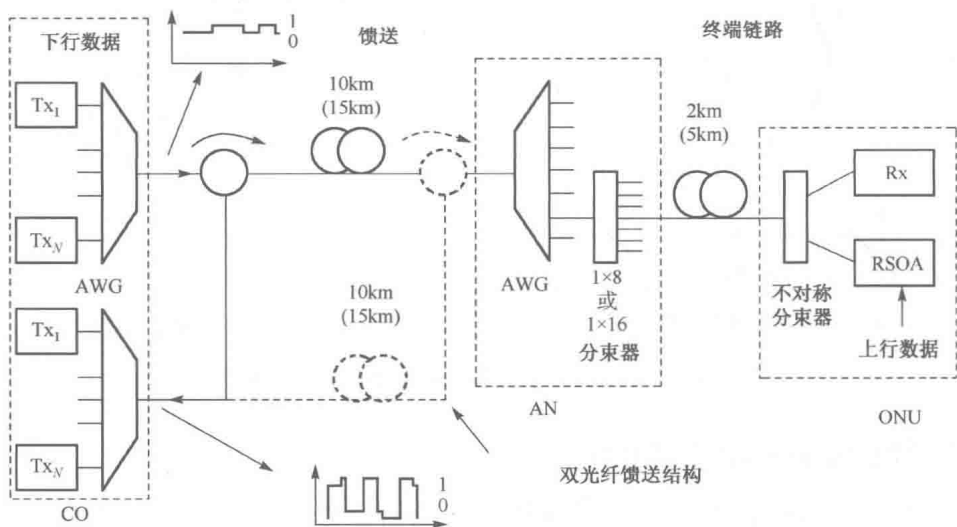 下行数据
Tx1
TxN
AWG
Tx1
TxN
CO
1
0
馈送
10km
(15km)
10km
(15km)
1
0
双光纤馈送结构
终端链路
AWG
1×8
或
1×16
分束器
AN
2km
(5km)
不对称
分束器
Rx
RSOA
上行数据
ONU